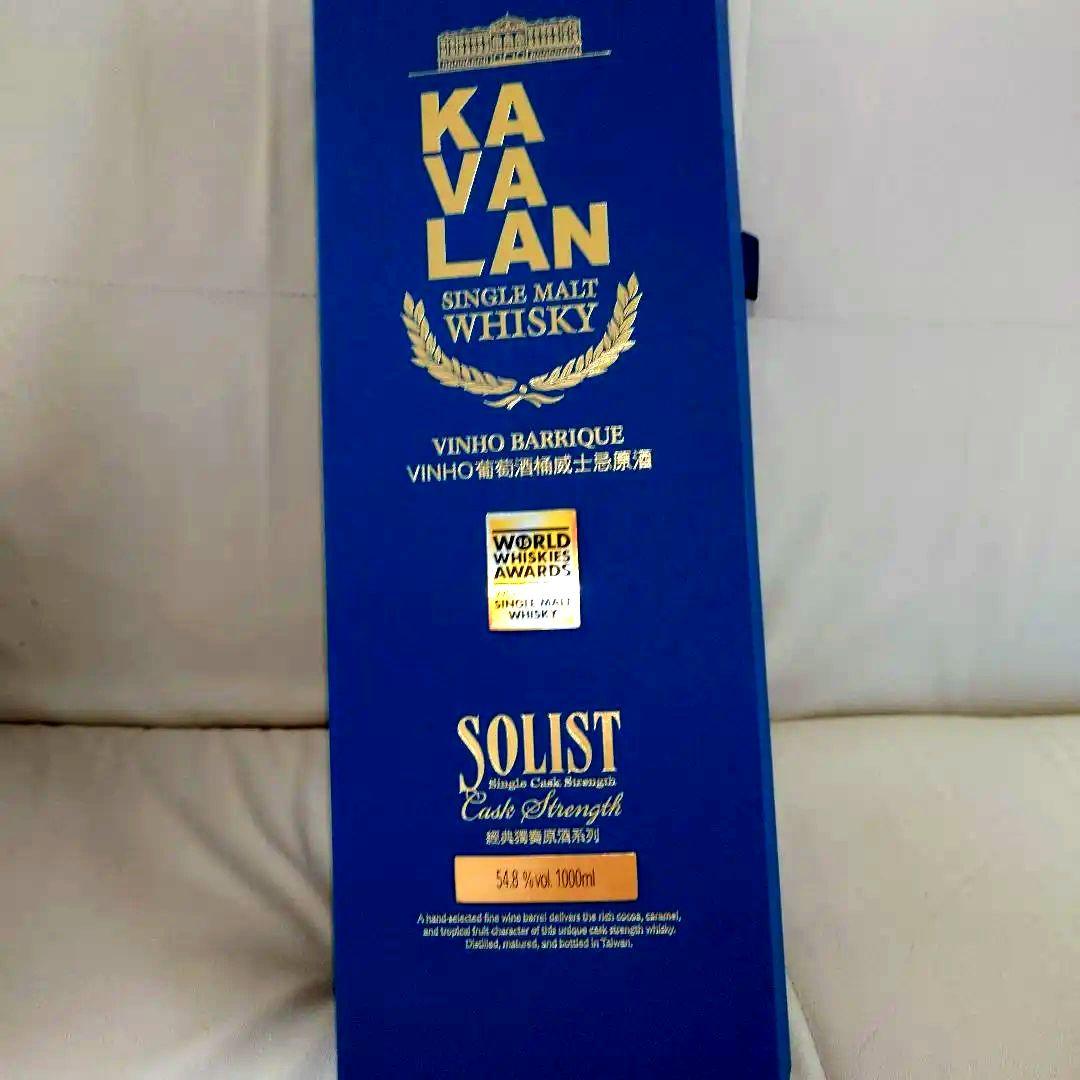 KA
VA
LAN
SINGLE MALT
WHISKY
VINHO BARRIQUE
VINHO葡萄酒桶威士忌原酒
WORLD
WHISKIES
AWARDS
SINGLE MALT
WHISKY
SOLIST
Single Cask Strength
Cask Strength
經典獨奏原酒系列
54.8 %vol. 1000ml
A hand-selected fine wine barrel delivers the rich cocoa, caramel,
and tropical fruit character of this unique cask strength whisky.
Distilled, matured, and bottled in Taiwan.